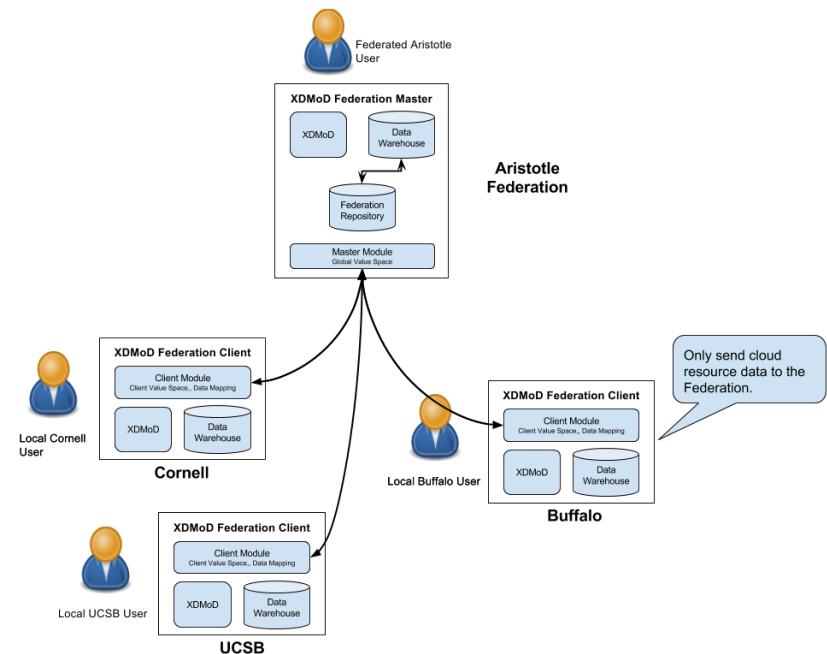 Federated Aristotle
User
XDMoD Federation Master
XDMoD
Data
Warehouse
Federation
Repository
Master Module
Global Value Space
Aristotle
Federation
XDMoD Federation Client
Client Module
Client Value Space,, Data Mapping
XDMoD
Data
Warehouse
Local Cornell
User
Cornell
Only send cloud
resource data to the
Federation.
XDMoD Federation Client
Client Module
Client Value Space,, Data Mapping
XDMoD
Data
Warehouse
Local Buffalo User
Buffalo
XDMoD Federation Client
Client Module
Client Value Space,, Data Mapping
XDMoD
Data
Warehouse
Local UCSB User
UCSB